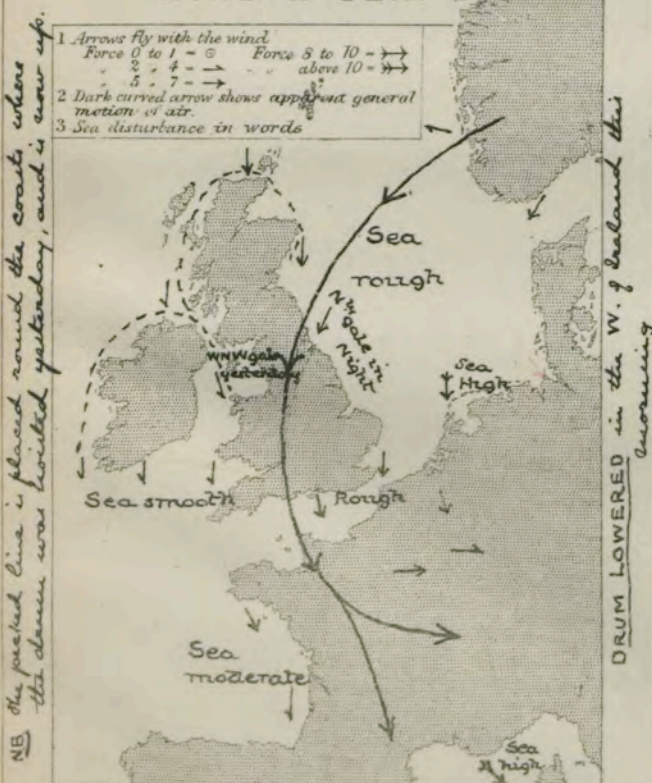 1 Arrows fly with the wind
Force 0 to 1 = ⊙ Force 8 to 10 =
" 2 " 4 = " " above 10 =
" 5 " 7 =
2 Dark curved arrow shows apparent general
motion of air.
3 Sea disturbance in words
Sea
rough
NW
gale in
Night
WNW gale
yesterday
Sea
High
Sea smooth
Rough
Sea
moderate
Sea
high
NB the pecked line is placed round the coasts where
the drum was hoisted yesterday, and is now up.
DRUM LOWERED in the W. of Ireland this
morning